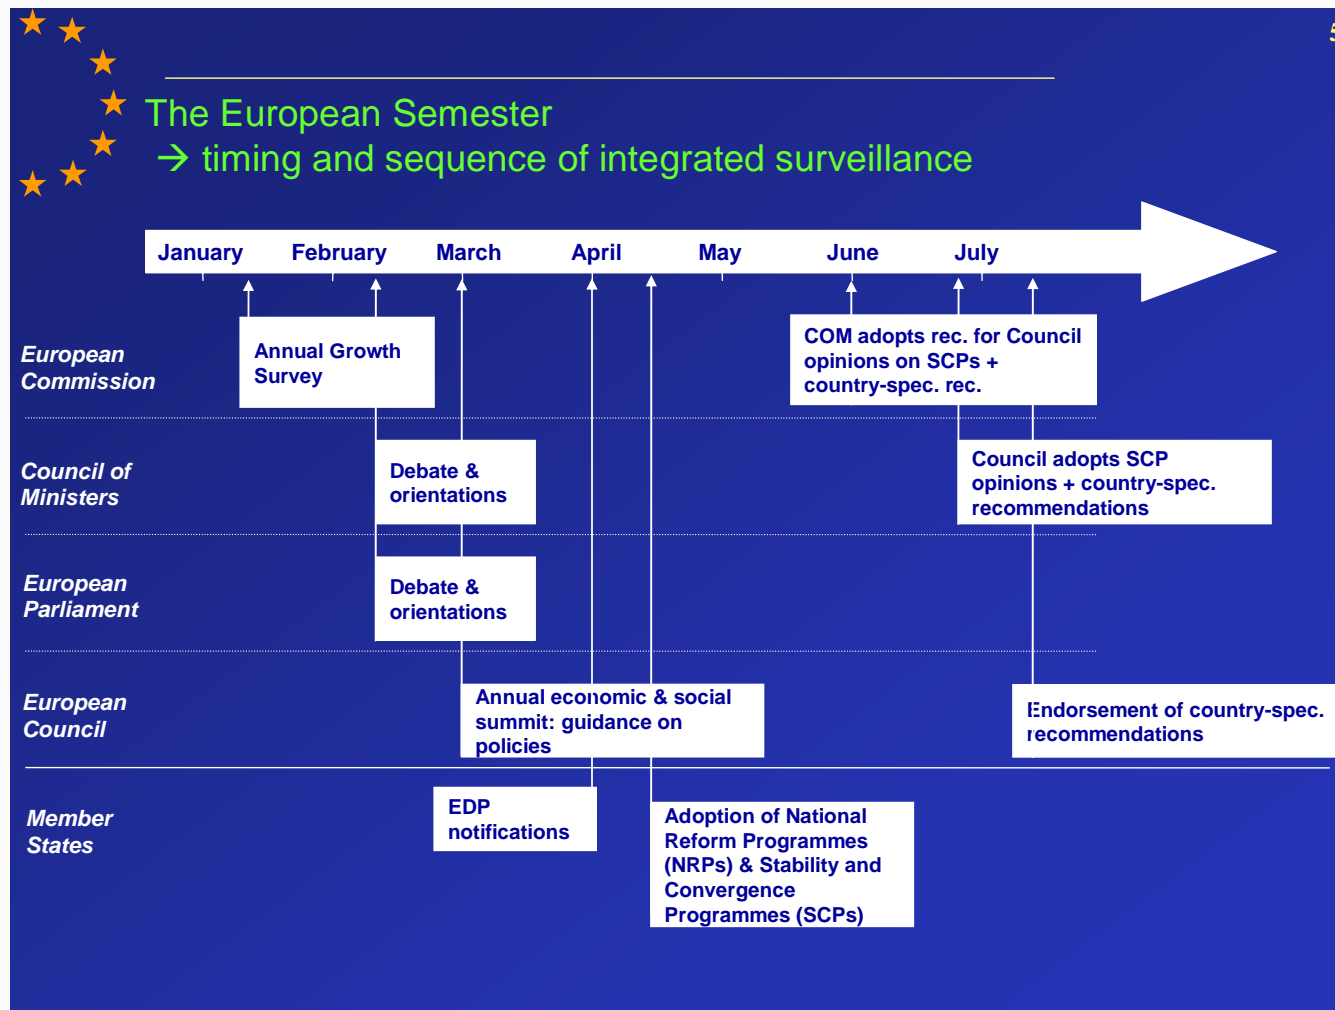 5
The European Semester
→ timing and sequence of integrated surveillance
January February March April May June July
European
Commission
Annual Growth
Survey
COM adopts rec. for Council
opinions on SCPs +
country-spec. rec.
Council of
Ministers
Debate &
orientations
Council adopts SCP
opinions + country-spec.
recommendations
European
Parliament
Debate &
orientations
European
Council
Annual economic & social
summit: guidance on
policies
Endorsement of country-spec.
recommendations
Member
States
EDP
notifications
Adoption of National
Reform Programmes
(NRPs) & Stability and
Convergence
Programmes (SCPs)